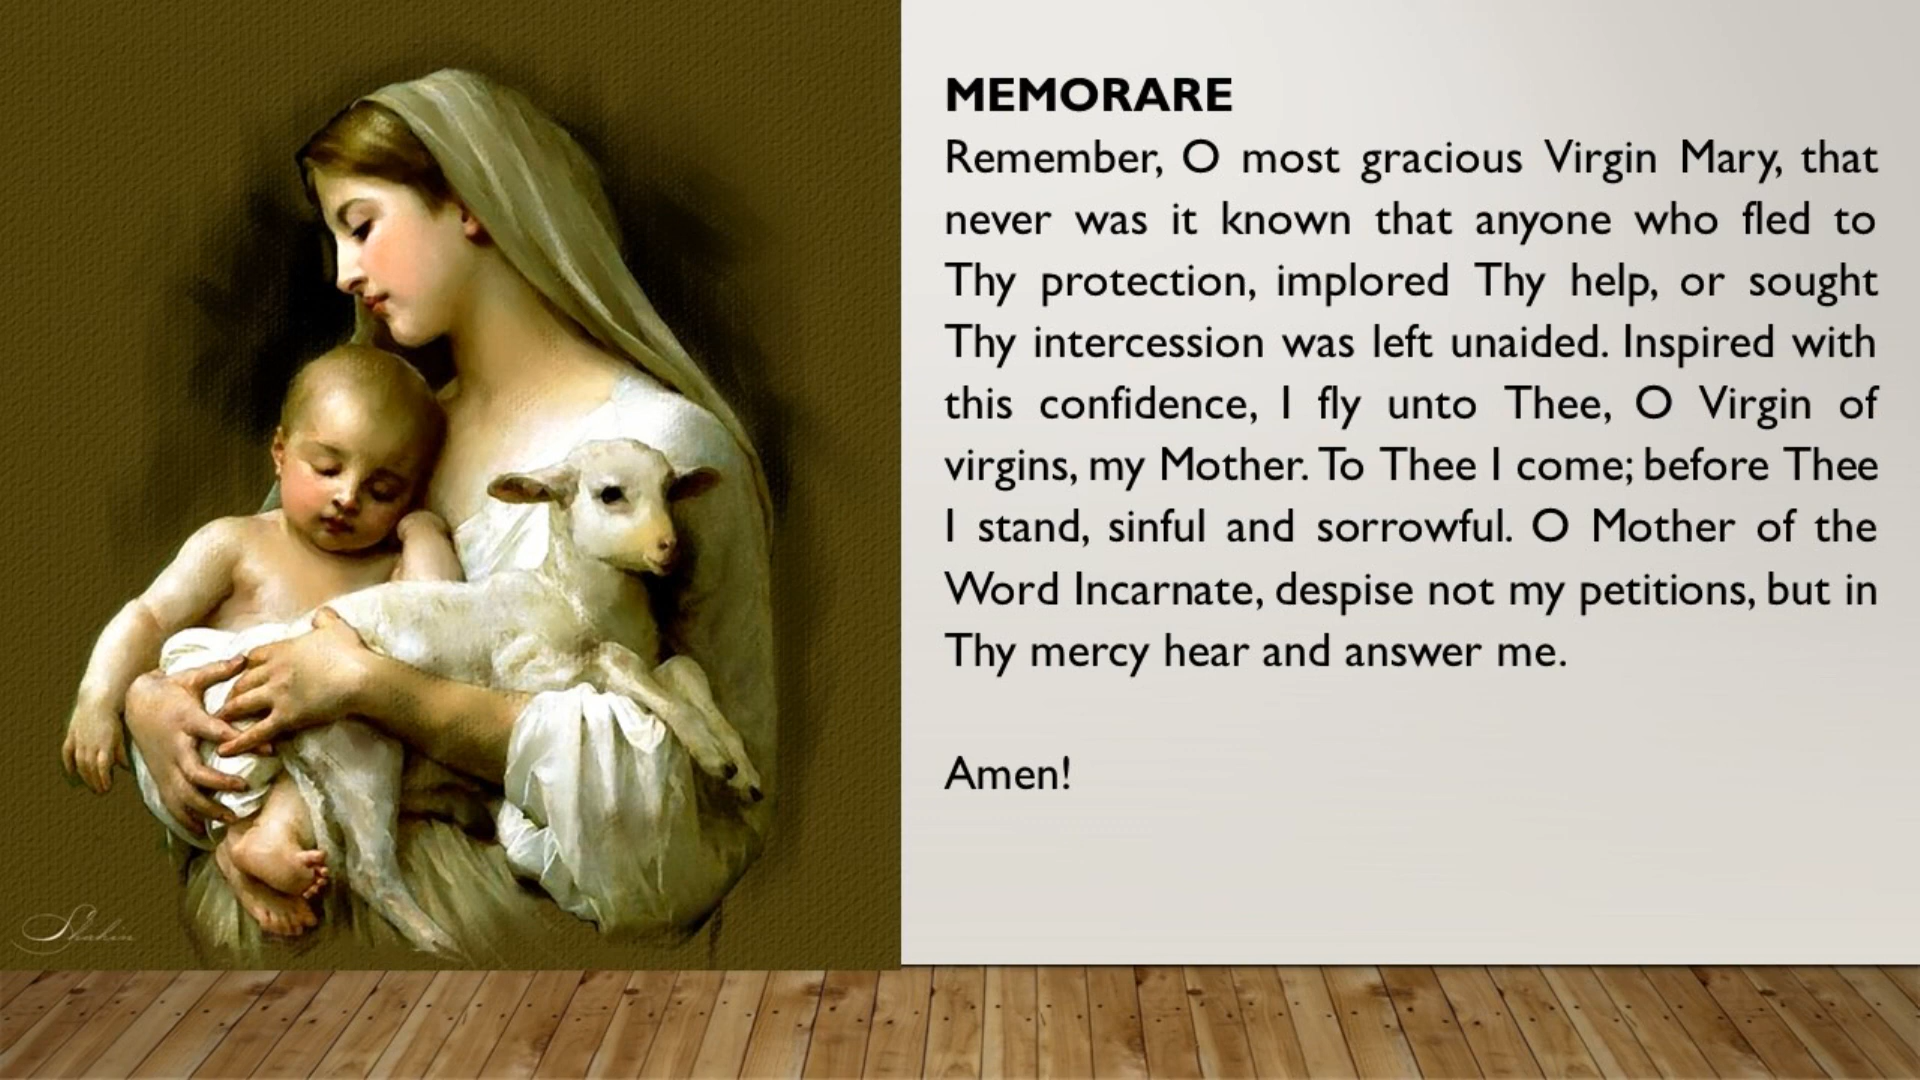 MEMORARE
Remember, O most gracious Virgin Mary, that
never was it known that anyone who fled to
Thy protection, implored Thy help, or sought
Thy intercession was left unaided. Inspired with
this confidence, I fly unto Thee, O Virgin of
virgins, my Mother. To Thee I come; before Thee
I stand, sinful and sorrowful. O Mother of the
Word Incarnate, despise not my petitions, but in
Thy mercy hear and answer me.
Amen!
Shahin